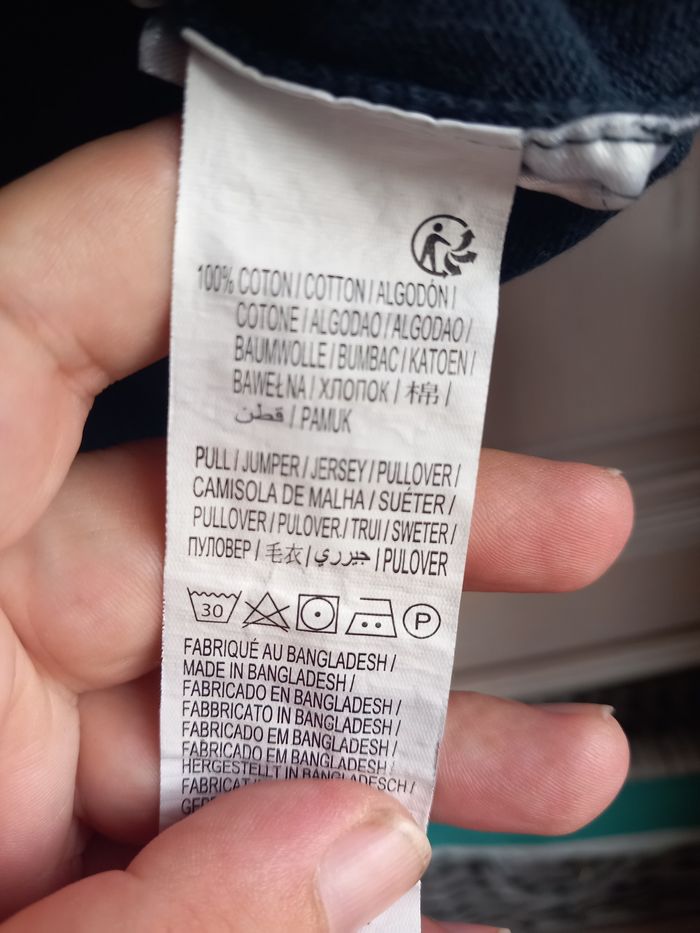 100% COTON / COTTON / ALGODÓN /
COTONE / ALGODAO / ALGODAO /
BAUMWOLLE / BUMBAC / KATOEN /
BAWEŁNA / ХЛОПОК / 棉 /
قطن / PAMUK
PULL / JUMPER / JERSEY / PULLOVER /
CAMISOLA DE MALHA / SUÉTER /
PULLOVER / PULOVER / TRUI / SWETER /
ПУЛОВЕР / 毛衣 / جيرري / PULOVER
30 P
FABRIQUÉ AU BANGLADESH /
MADE IN BANGLADESH /
FABRICADO EN BANGLADESH /
FABBRICATO IN BANGLADESH /
FABRICADO EM BANGLADESH /
FABRICADO EM BANGLADESH /
HERGESTELLT IN BANGLADESCH /